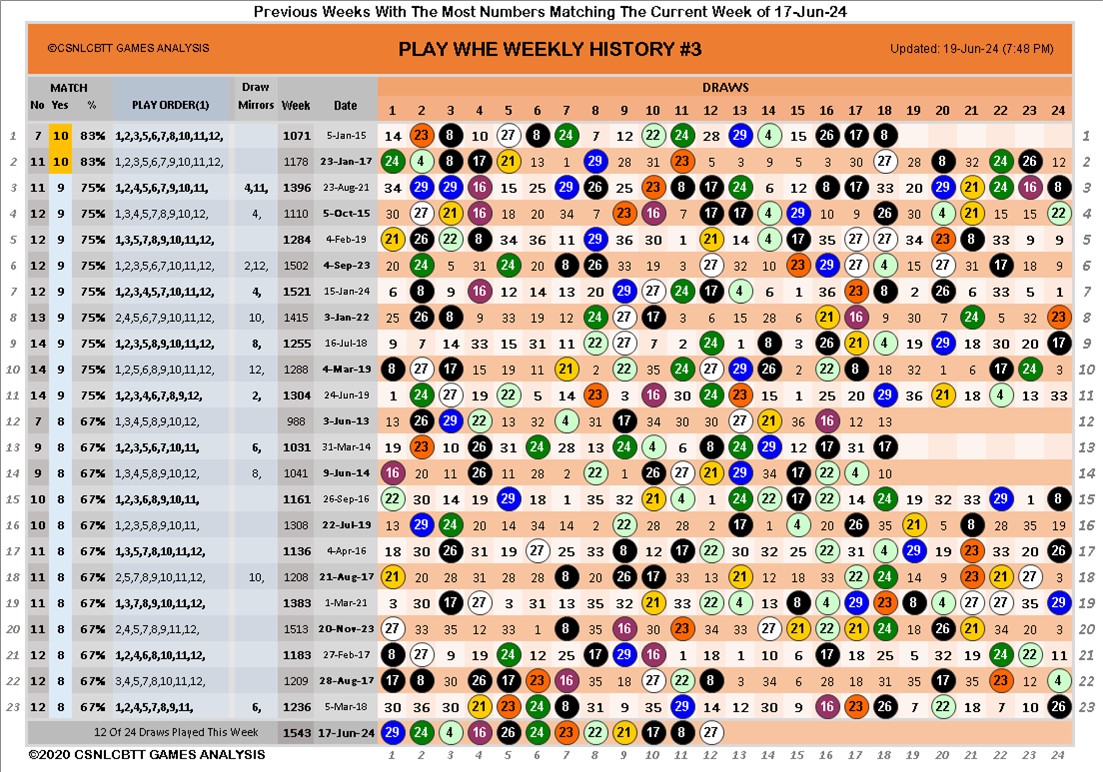 Previous Weeks With The Most Numbers Matching The Current Week of 17-Jun-24
©CSNLCBTT GAMES ANALYSIS PLAY WHE WEEKLY HISTORY #3 Updated: 19-Jun-24 (7:48 PM)
MATCH Draw DRAWS
No Yes % PLAY ORDER(1) Mirrors Week Date 1 2 3 4 5 6 7 8 9 10 11 12 13 14 15 16 17 18 19 20 21 22 23 24
1 7 10 83% 1,2,3,5,6,7,8,10,11,12, 1071 5-Jan-15 14 23 8 10 27 8 24 7 12 22 24 28 29 4 15 26 17 8 1
2 11 10 83% 1,2,3,5,6,7,9,10,11,12, 1178 23-Jan-17 24 4 8 17 21 13 1 29 28 31 23 5 3 9 5 3 30 27 28 8 32 24 26 12 2
3 11 9 75% 1,2,4,5,6,7,9,10,11, 4,11, 1396 23-Aug-21 34 29 29 16 15 25 29 26 10 23 8 17 24 6 12 8 17 33 20 29 21 24 16 8 3
4 12 9 75% 1,3,4,5,7,8,9,10,12, 4, 1110 5-Oct-15 30 27 21 16 18 20 34 7 23 16 7 17 17 4 29 10 9 26 30 4 21 15 15 22 4
5 12 9 75% 1,3,5,7,8,9,10,11,12, 1284 4-Feb-19 21 26 22 8 34 36 11 29 36 30 1 21 14 4 17 35 27 27 34 23 8 33 9 9 5
6 12 9 75% 1,2,3,5,6,7,10,11,12, 2,12, 1502 4-Sep-23 20 24 5 31 24 20 8 26 33 19 3 27 32 10 23 29 27 4 20 27 31 17 18 9 6
7 12 9 75% 1,2,3,4,5,7,10,11,12, 4, 1521 15-Jan-24 6 8 9 16 12 14 13 20 29 27 24 17 4 6 1 36 23 8 2 26 6 33 5 1 7
8 13 9 75% 2,4,5,6,7,9,10,11,12, 10, 1415 3-Jan-22 25 26 8 9 33 19 12 24 27 17 3 6 15 28 6 21 16 9 30 7 24 5 32 23 8
9 14 9 75% 1,2,3,5,8,9,10,11,12, 8, 1255 16-Jul-18 9 7 14 33 15 31 11 22 27 7 2 24 1 8 3 26 21 4 19 29 18 30 20 17 9
10 14 9 75% 1,2,5,6,8,9,10,11,12, 12, 1288 4-Mar-19 8 27 17 15 19 11 21 2 22 35 24 27 29 26 2 22 8 18 32 1 6 17 24 3 10
11 14 9 75% 1,2,3,4,6,7,8,9,12, 2, 1304 24-Jun-19 1 24 27 19 22 5 14 23 3 16 30 24 23 15 1 25 20 29 36 21 18 4 13 33 11
12 7 8 67% 1,3,4,5,8,9,10,12, 988 3-Jun-13 13 26 29 22 13 32 4 31 17 34 30 30 27 21 36 16 12 13 12
13 9 8 67% 1,2,3,5,6,7,10,11, 6, 1031 31-Mar-14 19 23 10 26 31 24 28 13 24 4 6 8 24 29 12 17 3 17 13
14 9 8 67% 1,3,4,5,8,9,10,12, 8, 1041 9-Jun-14 16 20 11 26 11 28 2 22 1 26 27 21 29 34 17 22 4 10 14
15 10 8 67% 1,2,3,6,8,9,10,11, 1161 26-Sep-16 22 30 14 19 29 18 1 35 32 21 4 1 24 22 17 22 14 24 19 32 33 29 1 8 15
16 10 8 67% 1,2,3,5,8,9,10,11, 1308 22-Jul-19 13 29 24 20 14 34 14 2 22 28 28 2 17 1 4 20 26 35 21 5 8 28 35 19 16
17 11 8 67% 1,3,5,7,8,10,11,12, 1136 4-Apr-16 18 30 26 31 19 27 25 33 8 12 17 22 30 32 25 22 31 4 29 19 23 33 20 26 17
18 11 8 67% 2,5,7,8,9,10,11,12, 10, 1208 21-Aug-17 21 20 28 31 28 28 8 20 26 17 33 13 21 12 18 33 22 24 14 9 23 21 27 3 18
19 11 8 67% 1,3,7,8,9,10,11,12, 1383 1-Mar-21 3 30 17 27 3 31 13 35 32 21 33 22 4 13 8 4 29 23 8 4 27 27 35 29 19
20 11 8 67% 2,4,5,7,8,9,11,12, 1513 20-Nov-23 27 33 35 12 33 1 8 35 16 30 23 34 33 27 21 22 21 24 18 26 21 34 20 3 20
21 12 8 67% 1,2,4,6,8,10,11,12, 1183 27-Feb-17 8 27 9 19 24 12 25 17 29 16 1 18 1 10 6 17 18 25 5 32 19 24 22 11 21
22 12 8 67% 3,4,5,7,8,10,11,12, 1209 28-Aug-17 17 8 30 26 17 23 16 35 18 27 22 8 3 34 6 28 18 31 35 17 35 23 12 4 22
23 12 8 67% 1,2,4,5,7,8,9,11, 6, 1236 5-Mar-18 30 36 30 21 23 24 8 31 9 35 29 14 12 30 9 16 23 26 7 22 18 7 10 26 23
12 Of 24 Draws Played This Week 1543 17-Jun-24 29 24 4 16 26 24 23 22 21 17 8 27
©2020 CSNLCBTT GAMES ANALYSIS 1 2 3 4 5 6 7 8 9 10 11 12 13 14 15 16 17 18 19 20 21 22 23 24